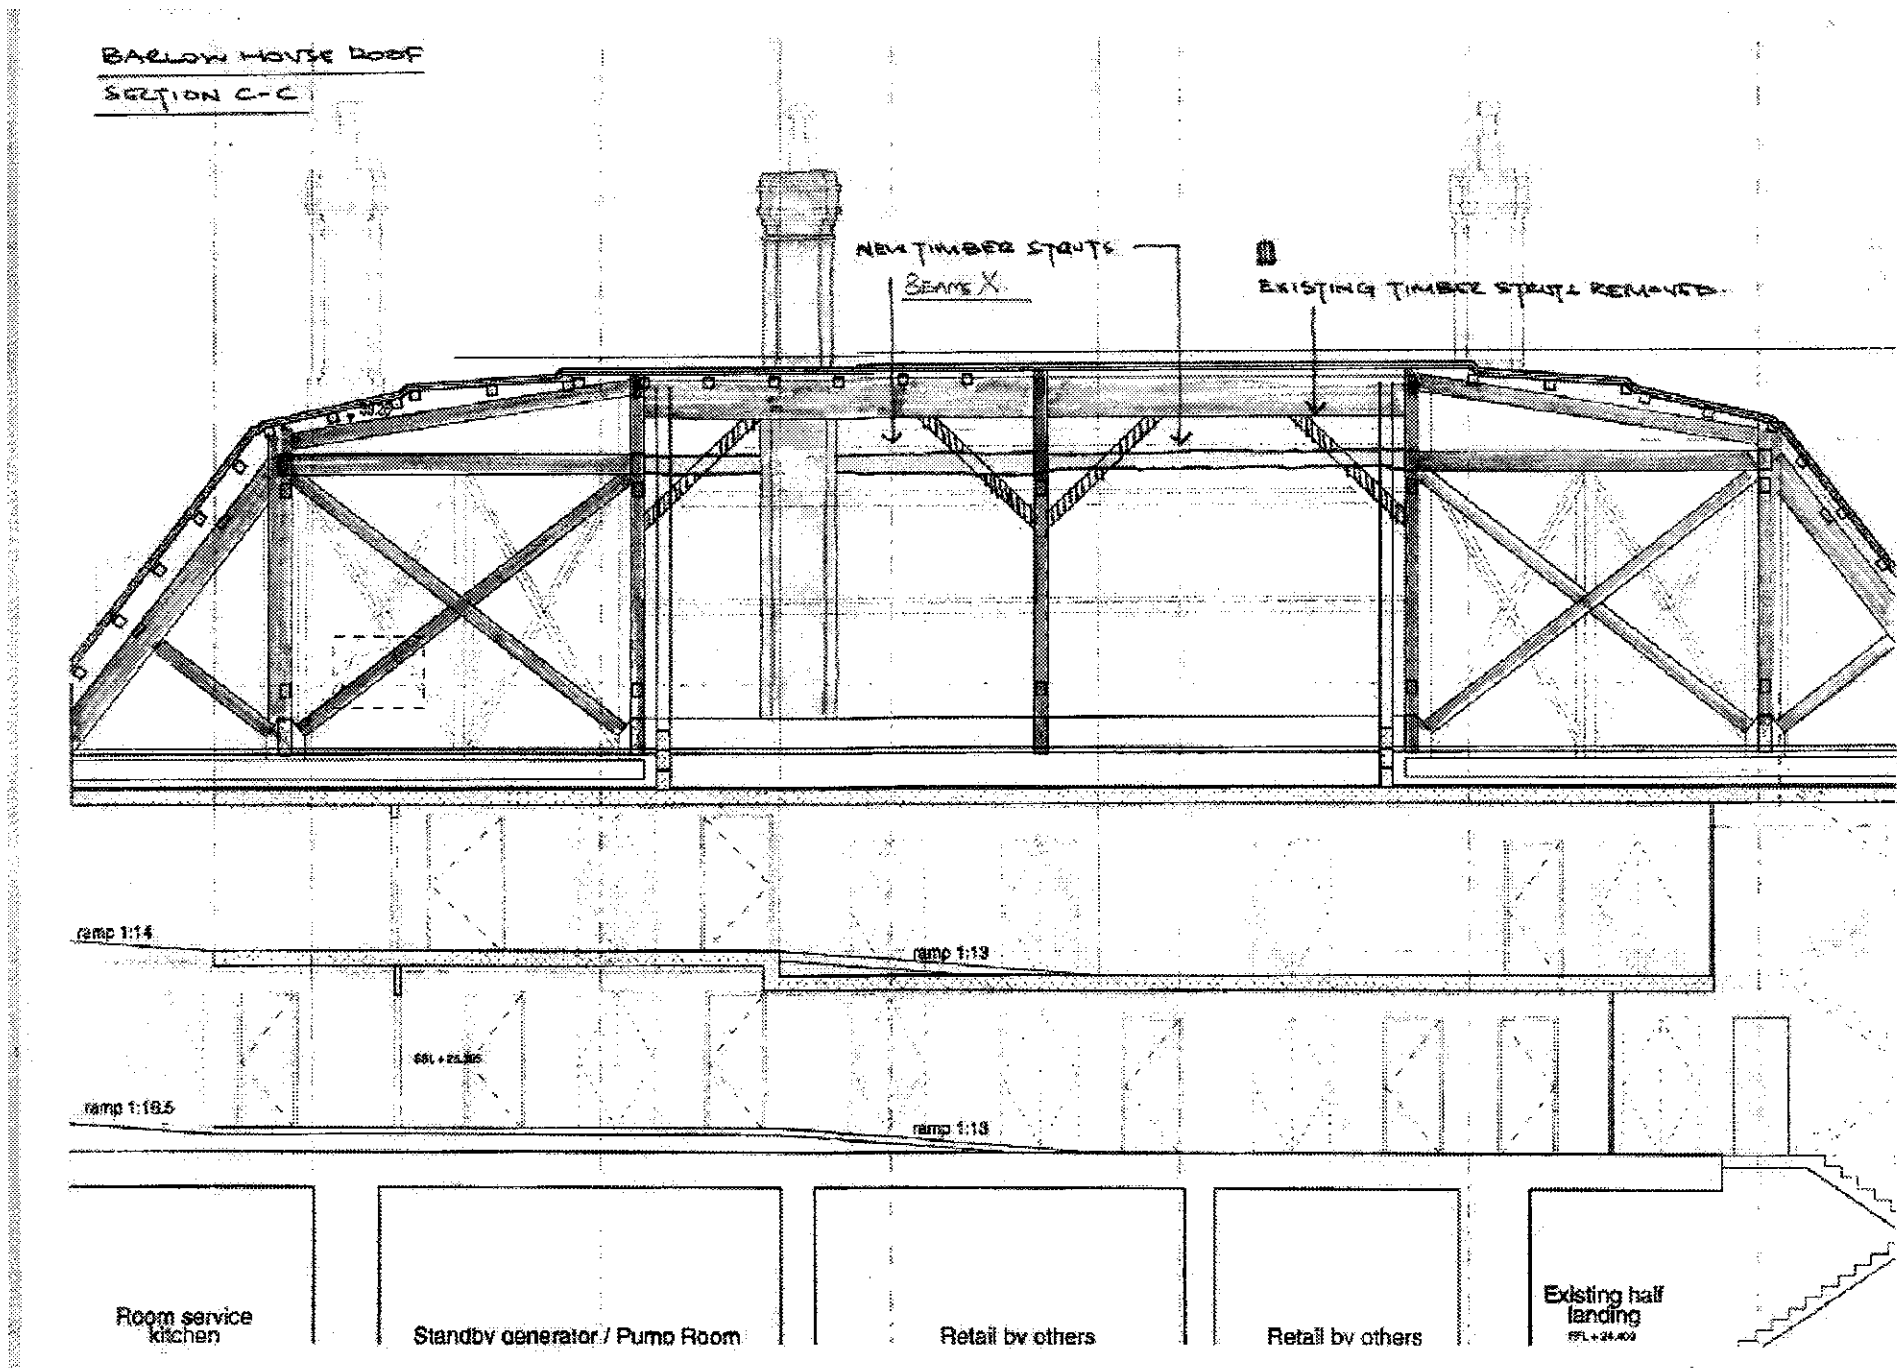 BARLOW HOUSE ROOF
SECTION C-C
NEW TIMBER STRUTS
BEAMS X
EXISTING TIMBER STRUTS REMOVED.
ramp 1:14
ramp 1:13
ramp 1:16.5
ramp 1:13
Room service
kitchen
Standby generator / Pump Room
Retail by others
Retail by others
Existing half
landing